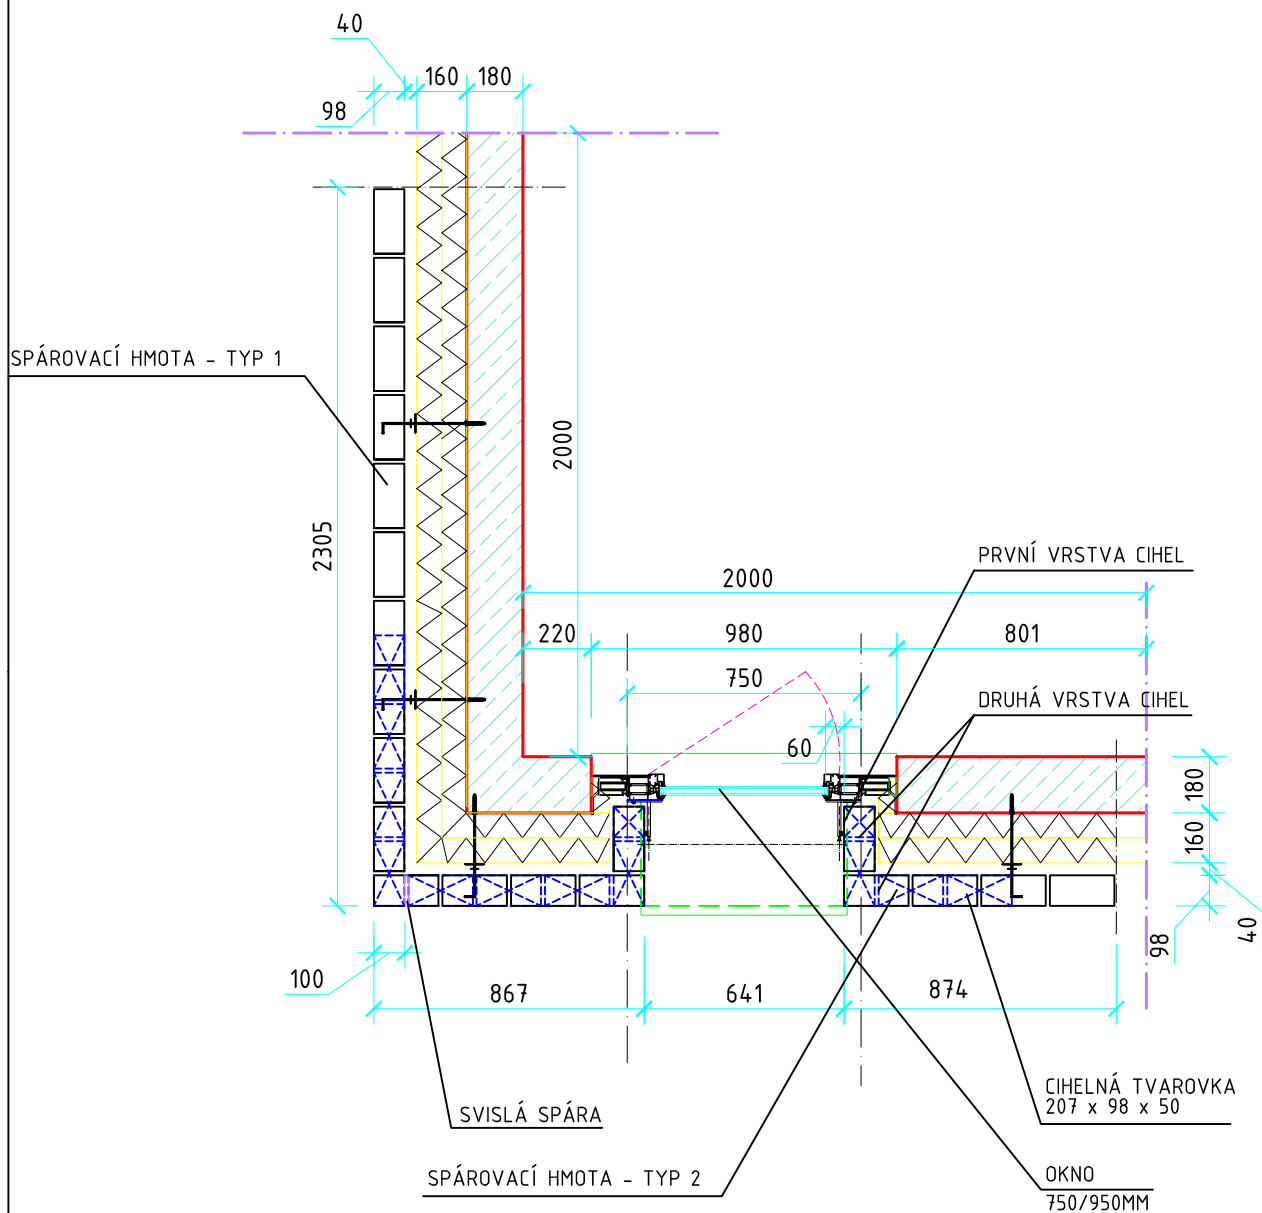 40
160 180
98
SPÁROVACÍ HMOTA - TYP 1
2000
2305
PRVNÍ VRSTVA CIHEL
2000
220 980 801
750
DRUHÁ VRSTVA CIHEL
60
180
160
40
98
100
867 641 874
CIHELNÁ TVAROVKA
207 x 98 x 50
SVISLÁ SPÁRA
SPÁROVACÍ HMOTA - TYP 2
OKNO
750/950MM